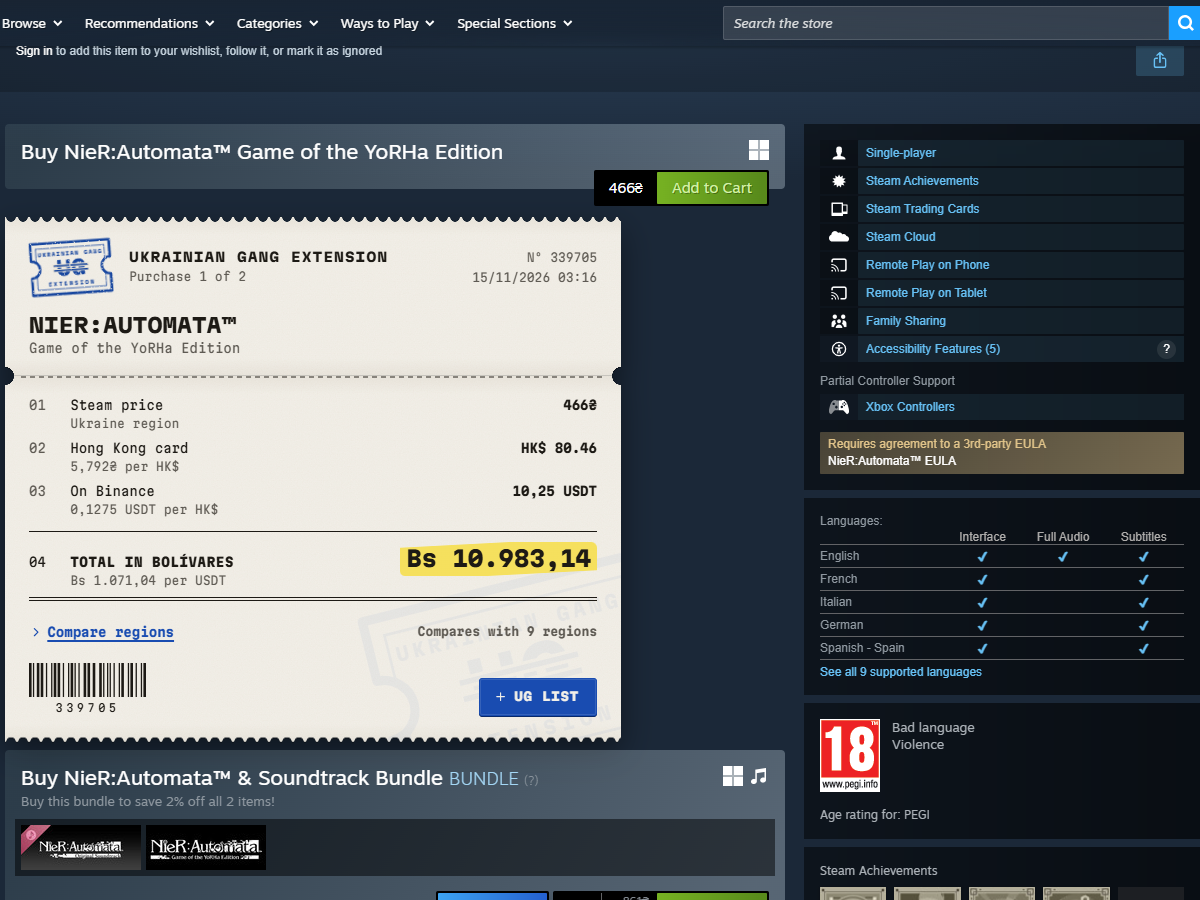 Browse
Recommendations
Categories
Ways to Play
Special Sections
Search the store
Sign in to add this item to your wishlist, follow it, or mark it as ignored
Buy NieR:Automata™ Game of the YoRHa Edition
466₴
Add to Cart
UKRAINIAN GANG
UG
EXTENSION
UKRAINIAN GANG EXTENSION
Purchase 1 of 2
N° 339705
15/11/2026 03:16
NIER:AUTOMATA™
Game of the YoRHa Edition
01 Steam price 466₴
Ukraine region
02 Hong Kong card HK$ 80.46
5,792₴ per HK$
03 On Binance 10,25 USDT
0,1275 USDT per HK$
04 TOTAL IN BOLÍVARES Bs 10.983,14
Bs 1.071,04 per USDT
> Compare regions
Compares with 9 regions
UKRAINIAN GANG
UG
EXTENSION
339705
+ UG LIST
Buy NieR:Automata™ & Soundtrack Bundle BUNDLE (?)
Buy this bundle to save 2% off all 2 items!
NieR:Automata
Original Soundtrack
NieR:Automata
Game of the YoRHa Edition
Single-player
Steam Achievements
Steam Trading Cards
Steam Cloud
Remote Play on Phone
Remote Play on Tablet
Family Sharing
Accessibility Features (5)
?
Partial Controller Support
Xbox Controllers
Requires agreement to a 3rd-party EULA
NieR:Automata™ EULA
Languages:
Interface Full Audio Subtitles
English ✔ ✔ ✔
French ✔ ✔
Italian ✔ ✔
German ✔ ✔
Spanish - Spain ✔ ✔
See all 9 supported languages
18
™
www.pegi.info
Bad language
Violence
Age rating for: PEGI
Steam Achievements